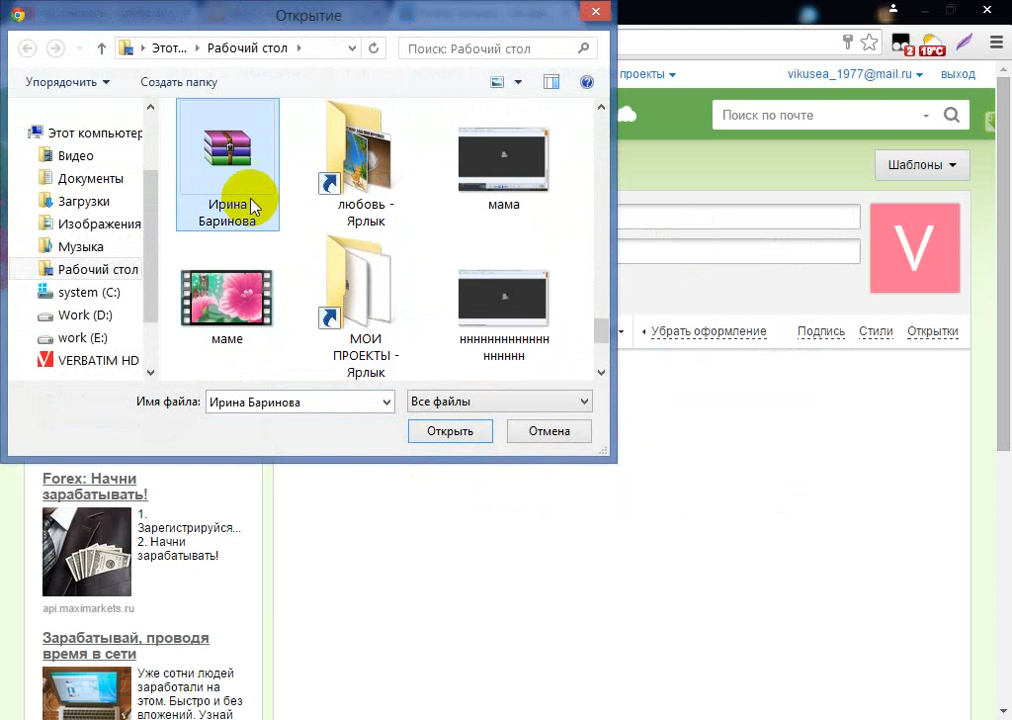 Открытие
Этот...
Рабочий стол
Поиск: Рабочий стол
Упорядочить
Создать папку
Этот компьютер
Видео
Документы
Загрузки
Изображения
Музыка
Рабочий стол
system (C:)
Work (D:)
work (E:)
VERBATIM HD
Ирина
Баринова
любовь -
Ярлык
мама
маме
МОИ
ПРОЕКТЫ -
Ярлык
ннннннннннннн
нннннн
Имя файла:
Ирина Баринова
Все файлы
Открыть
Отмена
2
19°C
проекты
vikusea_1977@mail.ru
выход
Поиск по почте
Шаблоны
V
Убрать оформление
Подпись
Стили
Открытки
Forex: Начни
зарабатывать!
1.
Зарегистрируйся...
2. Начни
зарабатывать!
api.maximarkets.ru
Зарабатывай, проводя
время в сети
Уже сотни людей
заработали на
этом. Быстро и без
вложений. Узнай